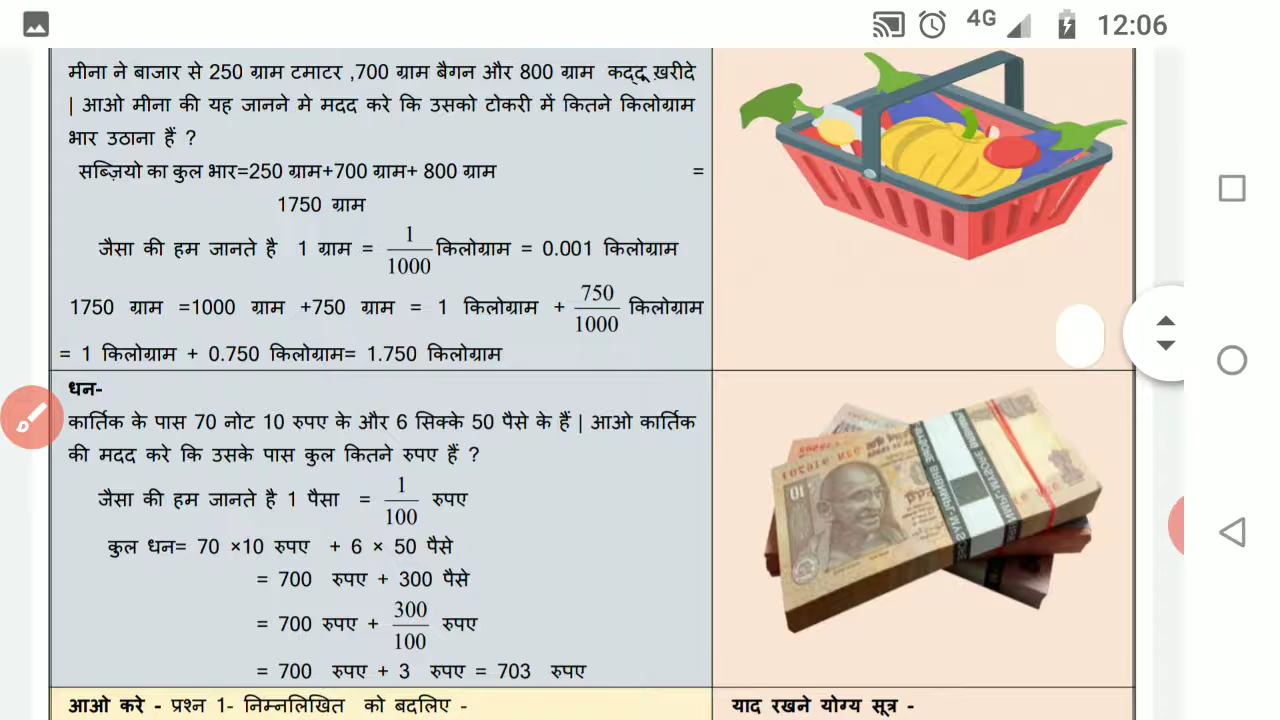 4G 12:06
मीना ने बाजार से 250 ग्राम टमाटर ,700 ग्राम बैगन और 800 ग्राम कद्दू ख़रीदे
| आओ मीना की यह जानने मे मदद करे कि उसको टोकरी में कितने किलोग्राम
भार उठाना हैं ?
सब्ज़ियो का कुल भार=250 ग्राम+700 ग्राम+ 800 ग्राम =
1750 ग्राम
जैसा की हम जानते है 1 ग्राम = 1/1000 किलोग्राम = 0.001 किलोग्राम
1750 ग्राम =1000 ग्राम +750 ग्राम = 1 किलोग्राम + 750/1000 किलोग्राम
= 1 किलोग्राम + 0.750 किलोग्राम= 1.750 किलोग्राम
धन-
कार्तिक के पास 70 नोट 10 रुपए के और 6 सिक्के 50 पैसे के हैं | आओ कार्तिक
की मदद करे कि उसके पास कुल कितने रुपए हैं ?
जैसा की हम जानते है 1 पैसा = 1/100 रुपए
कुल धन= 70 ×10 रुपए + 6 × 50 पैसे
= 700 रुपए + 300 पैसे
= 700 रुपए + 300/100 रुपए
= 700 रुपए + 3 रुपए = 703 रुपए
आओ करे - प्रश्न 1- निम्नलिखित को बदलिए -
याद रखने योग्य सूत्र -